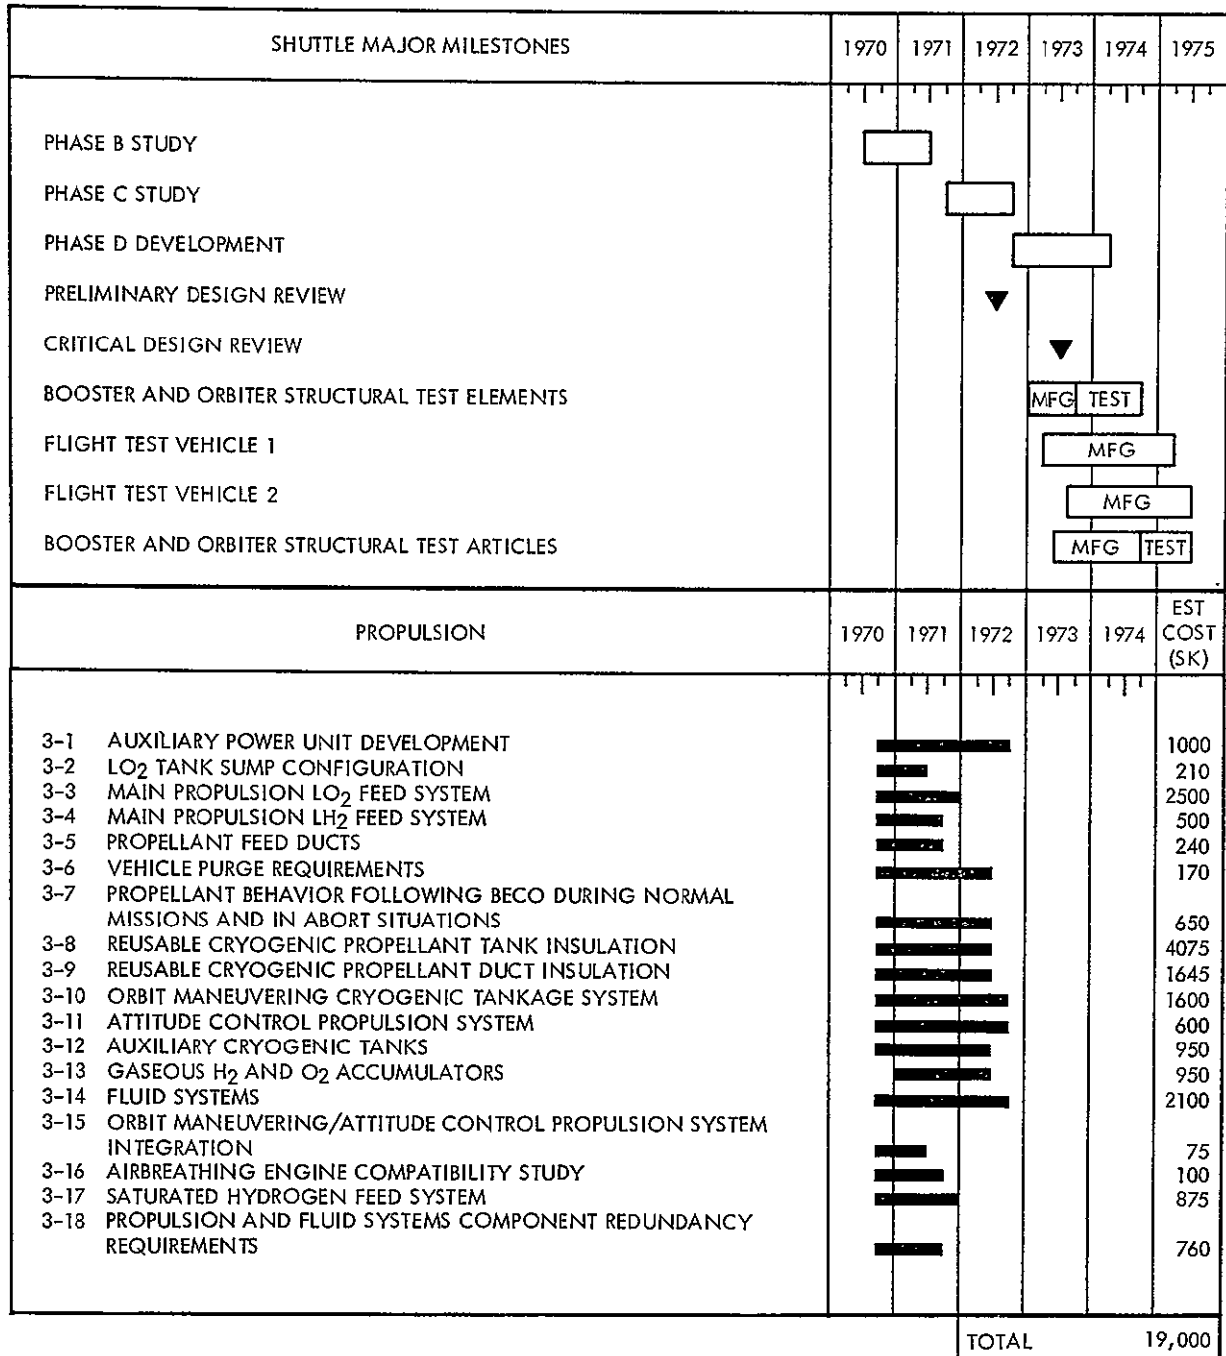 SHUTTLE MAJOR MILESTONES 1970 1971 1972 1973 1974 1975
PHASE B STUDY
PHASE C STUDY
PHASE D DEVELOPMENT
PRELIMINARY DESIGN REVIEW
CRITICAL DESIGN REVIEW
BOOSTER AND ORBITER STRUCTURAL TEST ELEMENTS MFG TEST
FLIGHT TEST VEHICLE 1 MFG
FLIGHT TEST VEHICLE 2 MFG
BOOSTER AND ORBITER STRUCTURAL TEST ARTICLES MFG TEST
PROPULSION 1970 1971 1972 1973 1974 EST
COST
(SK)
3-1 AUXILIARY POWER UNIT DEVELOPMENT 1000
3-2 LO2 TANK SUMP CONFIGURATION 210
3-3 MAIN PROPULSION LO2 FEED SYSTEM 2500
3-4 MAIN PROPULSION LH2 FEED SYSTEM 500
3-5 PROPELLANT FEED DUCTS 240
3-6 VEHICLE PURGE REQUIREMENTS 170
3-7 PROPELLANT BEHAVIOR FOLLOWING BECO DURING NORMAL
MISSIONS AND IN ABORT SITUATIONS 650
3-8 REUSABLE CRYOGENIC PROPELLANT TANK INSULATION 4075
3-9 REUSABLE CRYOGENIC PROPELLANT DUCT INSULATION 1645
3-10 ORBIT MANEUVERING CRYOGENIC TANKAGE SYSTEM 1600
3-11 ATTITUDE CONTROL PROPULSION SYSTEM 600
3-12 AUXILIARY CRYOGENIC TANKS 950
3-13 GASEOUS H2 AND O2 ACCUMULATORS 950
3-14 FLUID SYSTEMS 2100
3-15 ORBIT MANEUVERING/ATTITUDE CONTROL PROPULSION SYSTEM
INTEGRATION 75
3-16 AIRBREATHING ENGINE COMPATIBILITY STUDY 100
3-17 SATURATED HYDROGEN FEED SYSTEM 875
3-18 PROPULSION AND FLUID SYSTEMS COMPONENT REDUNDANCY
REQUIREMENTS 760
TOTAL 19,000